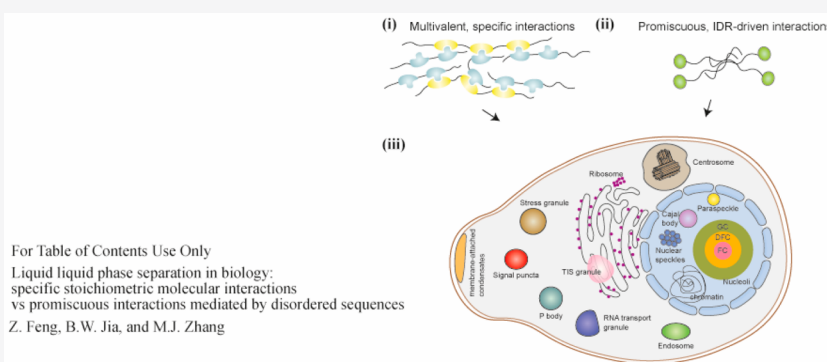 (i) Multivalent, specific interactions
(ii) Promiscuous, IDR-driven interaction
(iii)
Centrosome
Ribosome
Stress granule
Paraspeckle
Cajal
body
GC
DFC
FC
Nuclear
speckles
membrane-attached
condensates
Signal puncta
TIS granule
Nucleoli
chromatin
P body
RNA transport
granule
Endosome
For Table of Contents Use Only
Liquid liquid phase separation in biology:
specific stoichiometric molecular interactions
vs promiscuous interactions mediated by disordered sequences
Z. Feng, B.W. Jia, and M.J. Zhang